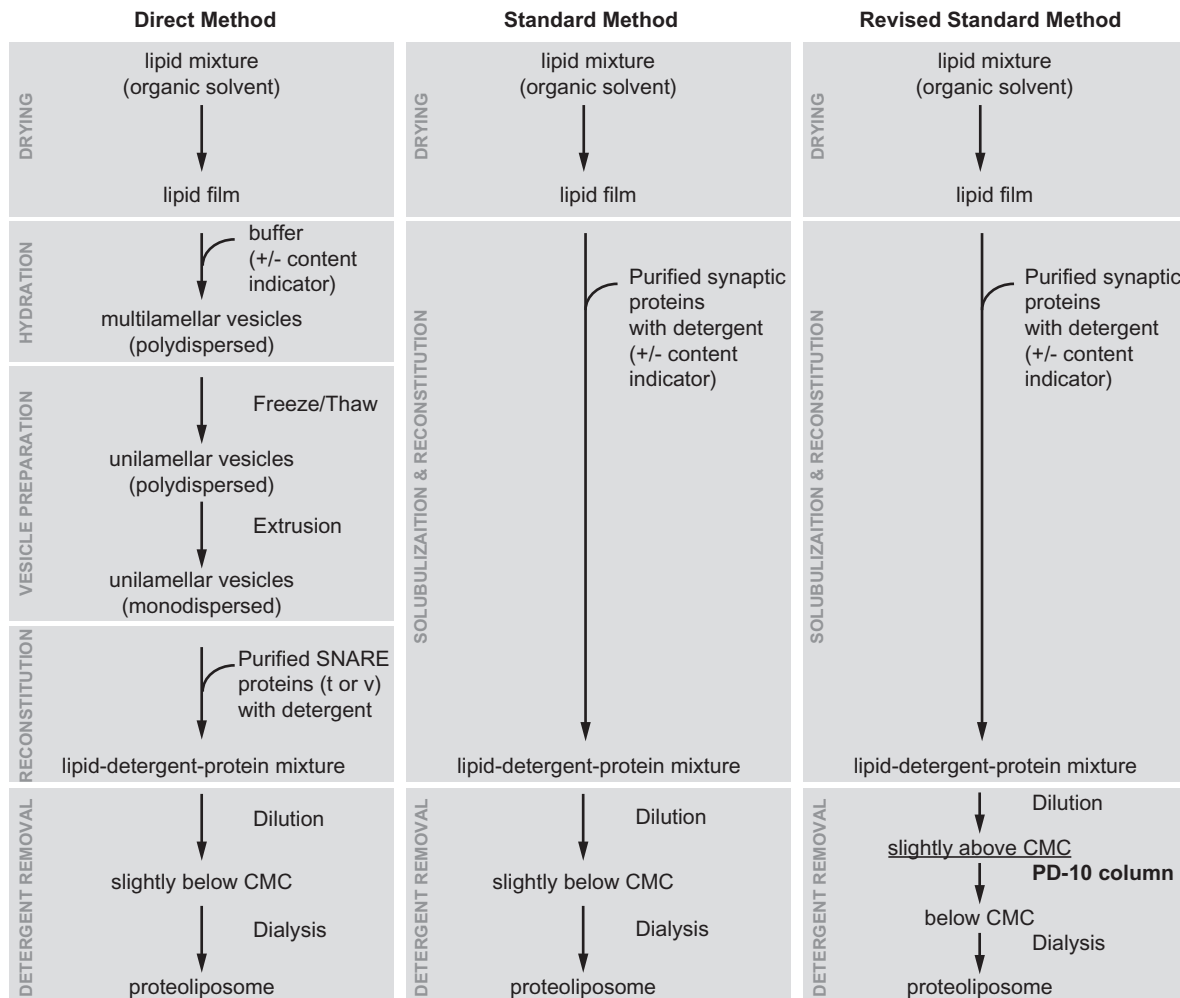 Direct Method
DRYING
lipid mixture
(organic solvent)
lipid film
HYDRATION
buffer
(+/- content
indicator)
multilamellar vesicles
(polydispersed)
VESICLE PREPARATION
Freeze/Thaw
unilamellar vesicles
(polydispersed)
Extrusion
unilamellar vesicles
(monodispersed)
RECONSTITUTION
Purified SNARE
proteins (t or v)
with detergent
lipid-detergent-protein mixture
DETERGENT REMOVAL
Dilution
slightly below CMC
Dialysis
proteoliposome
Standard Method
DRYING
lipid mixture
(organic solvent)
lipid film
SOLUBULIZAITION & RECONSTITUTION
Purified synaptic
proteins
with detergent
(+/- content
indicator)
lipid-detergent-protein mixture
DETERGENT REMOVAL
Dilution
slightly below CMC
Dialysis
proteoliposome
Revised Standard Method
DRYING
lipid mixture
(organic solvent)
lipid film
SOLUBULIZAITION & RECONSTITUTION
Purified synaptic
proteins
with detergent
(+/- content
indicator)
lipid-detergent-protein mixture
DETERGENT REMOVAL
Dilution
slightly above CMC
PD-10 column
below CMC
Dialysis
proteoliposome